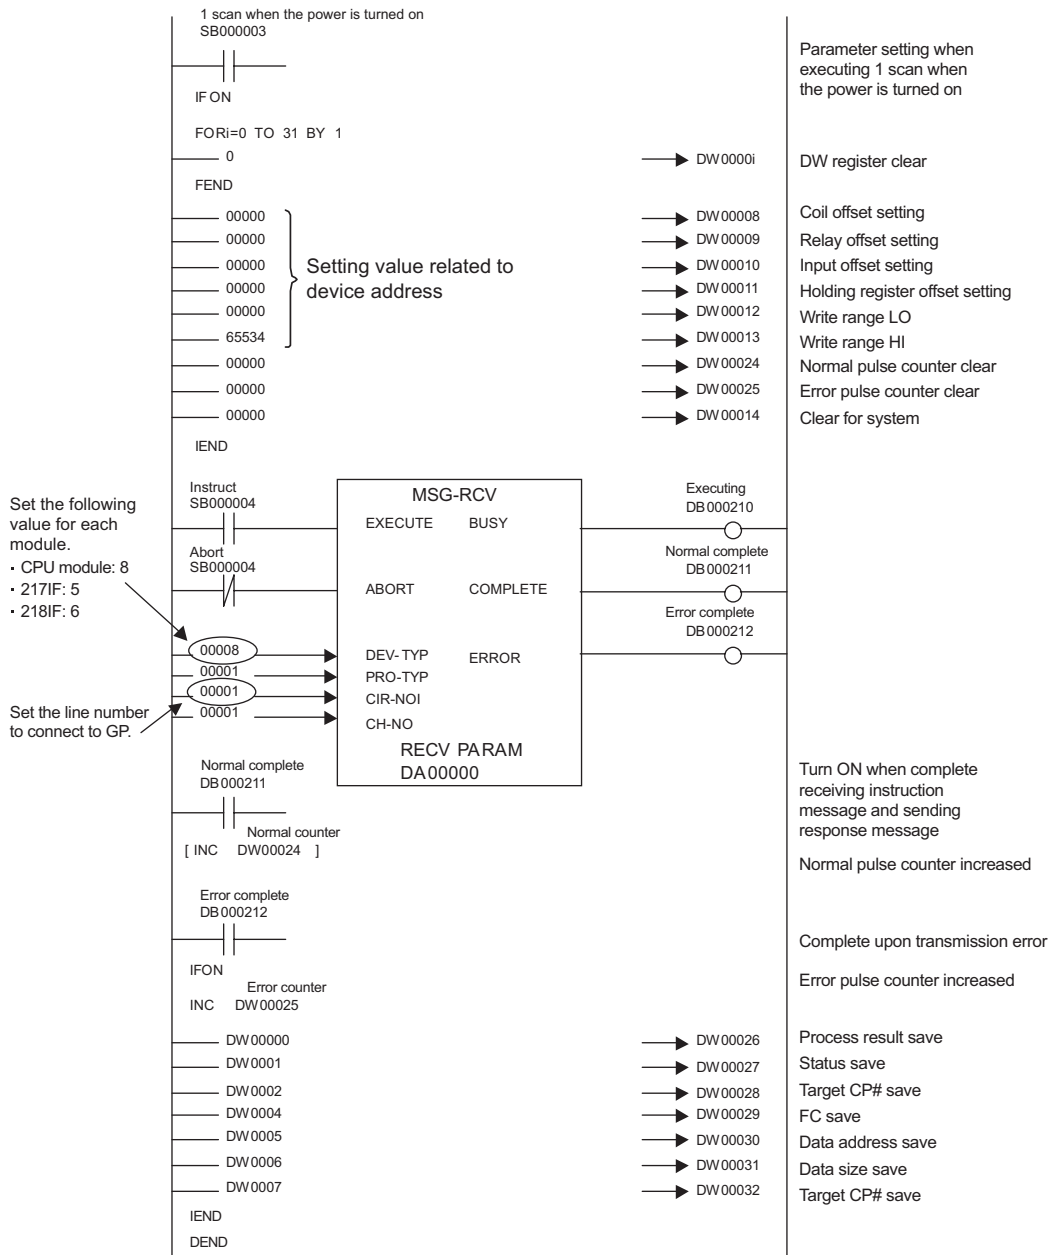 1 scan when the power is turned on
SB000003
Parameter setting when
executing 1 scan when
the power is turned on
IF ON
FORi=0 TO 31 BY 1
0
DW0000i
DW register clear
FEND
00000
DW00008
Coil offset setting
00000
DW00009
Relay offset setting
00000
DW00010
Input offset setting
00000
DW00011
Holding register offset setting
00000
DW00012
Write range LO
65534
DW00013
Write range HI
Setting value related to
device address
00000
DW00024
Normal pulse counter clear
00000
DW00025
Error pulse counter clear
00000
DW00014
Clear for system
IEND
Set the following
value for each
module.
· CPU module: 8
· 217IF: 5
· 218IF: 6
Instruct
SB000004
MSG-RCV
EXECUTE BUSY
Executing
DB000210
Abort
SB000004
ABORT COMPLETE
Normal complete
DB000211
Error complete
DB000212
00008
DEV-TYP ERROR
00001
PRO-TYP
00001
CIR-NOI
00001
CH-NO
Set the line number
to connect to GP.
RECV PARAM
DA00000
Normal complete
DB000211
Turn ON when complete
receiving instruction
message and sending
response message
Normal counter
[ INC DW00024 ]
Normal pulse counter increased
Error complete
DB000212
Complete upon transmission error
IFON
Error counter
INC DW00025
Error pulse counter increased
DW00000
DW00026
Process result save
DW0001
DW00027
Status save
DW0002
DW00028
Target CP# save
DW0004
DW00029
FC save
DW0005
DW00030
Data address save
DW0006
DW00031
Data size save
DW0007
DW00032
Target CP# save
IEND
DEND